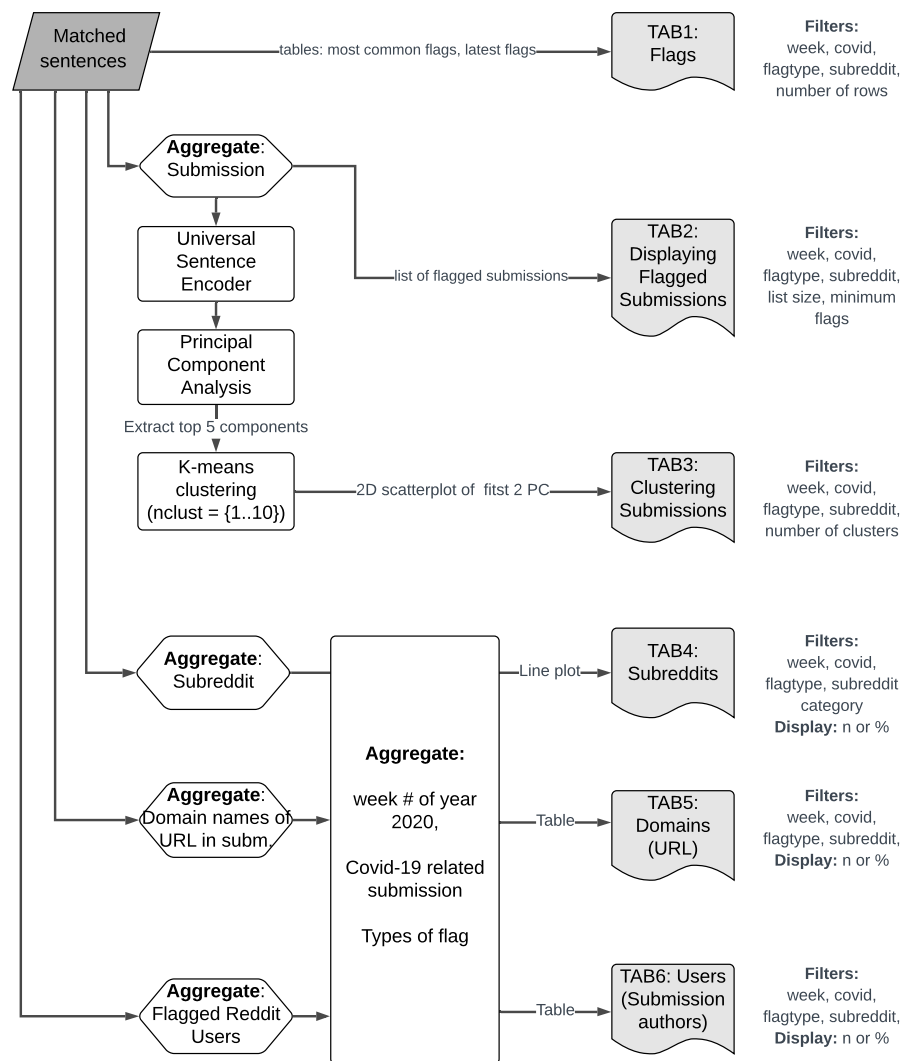 Matched
sentences
tables: most common flags, latest flags
TAB1:
Flags
Filters:
week, covid,
flagtype, subreddit,
number of rows
Aggregate:
Submission
Universal
Sentence
Encoder
list of flagged submissions
TAB2:
Displaying
Flagged
Submissions
Filters:
week, covid,
flagtype, subreddit,
list size, minimum
flags
Principal
Component
Analysis
Extract top 5 components
K-means
clustering
(nclust = {1..10})
2D scatterplot of fitst 2 PC
TAB3:
Clustering
Submissions
Filters:
week, covid,
flagtype, subreddit,
number of clusters
Aggregate:
Subreddit
Line plot
TAB4:
Subreddits
Filters:
week, covid,
flagtype, subreddit
category
Display: n or %
Aggregate:
Domain names of
URL in subm.
Aggregate:
week # of year
2020,
Covid-19 related
submission
Types of flag
Table
TAB5:
Domains
(URL)
Filters:
week, covid,
flagtype, subreddit,
Display: n or %
Aggregate:
Flagged Reddit
Users
Table
TAB6: Users
(Submission
authors)
Filters:
week, covid,
flagtype, subreddit,
Display: n or %